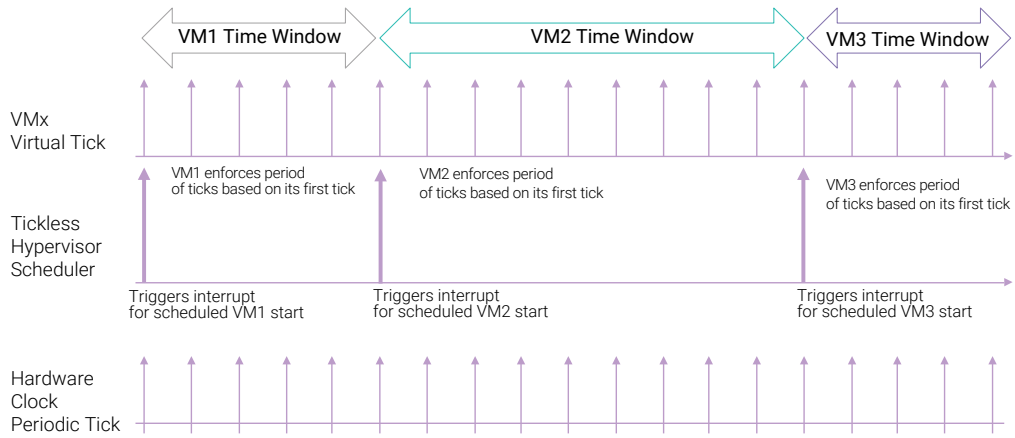 VM1 Time Window
VM2 Time Window
VM3 Time Window
VMx
Virtual Tick
VM1 enforces period
of ticks based on its first tick
VM2 enforces period
of ticks based on its first tick
VM3 enforces period
of ticks based on its first tick
Tickless
Hypervisor
Scheduler
Triggers interrupt
for scheduled VM1 start
Triggers interrupt
for scheduled VM2 start
Triggers interrupt
for scheduled VM3 start
Hardware
Clock
Periodic Tick